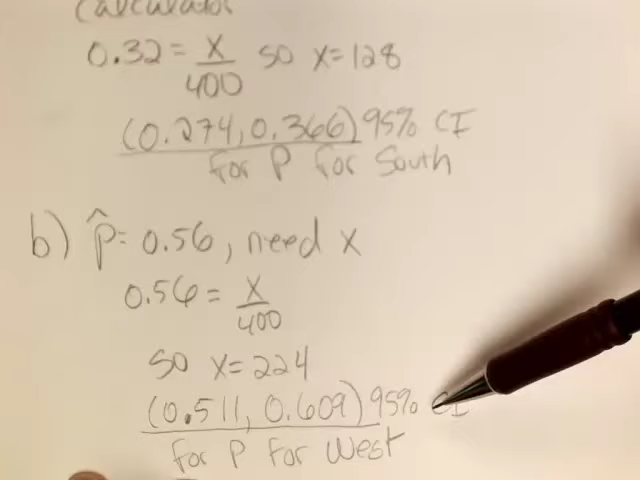 Calculator
0.32 = x/400 so x = 128
(0.274, 0.366) 95% CI
for P for South
b) p̂ = 0.56, need x
0.56 = x/400
so x = 224
(0.511, 0.609) 95% CI
for P for West